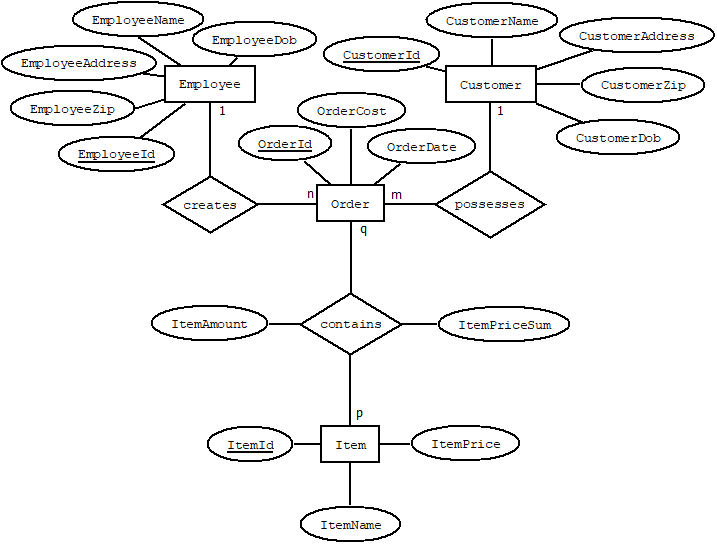 EmployeeName
CustomerName
EmployeeDob
CustomerAddress
EmployeeAddress
CustomerId
Employee
Customer
CustomerZip
EmployeeZip
1
OrderCost
1
CustomerDob
EmployeeId
OrderId
OrderDate
creates
n
Order
m
possesses
q
ItemAmount
contains
ItemPriceSum
p
ItemId
Item
ItemPrice
ItemName